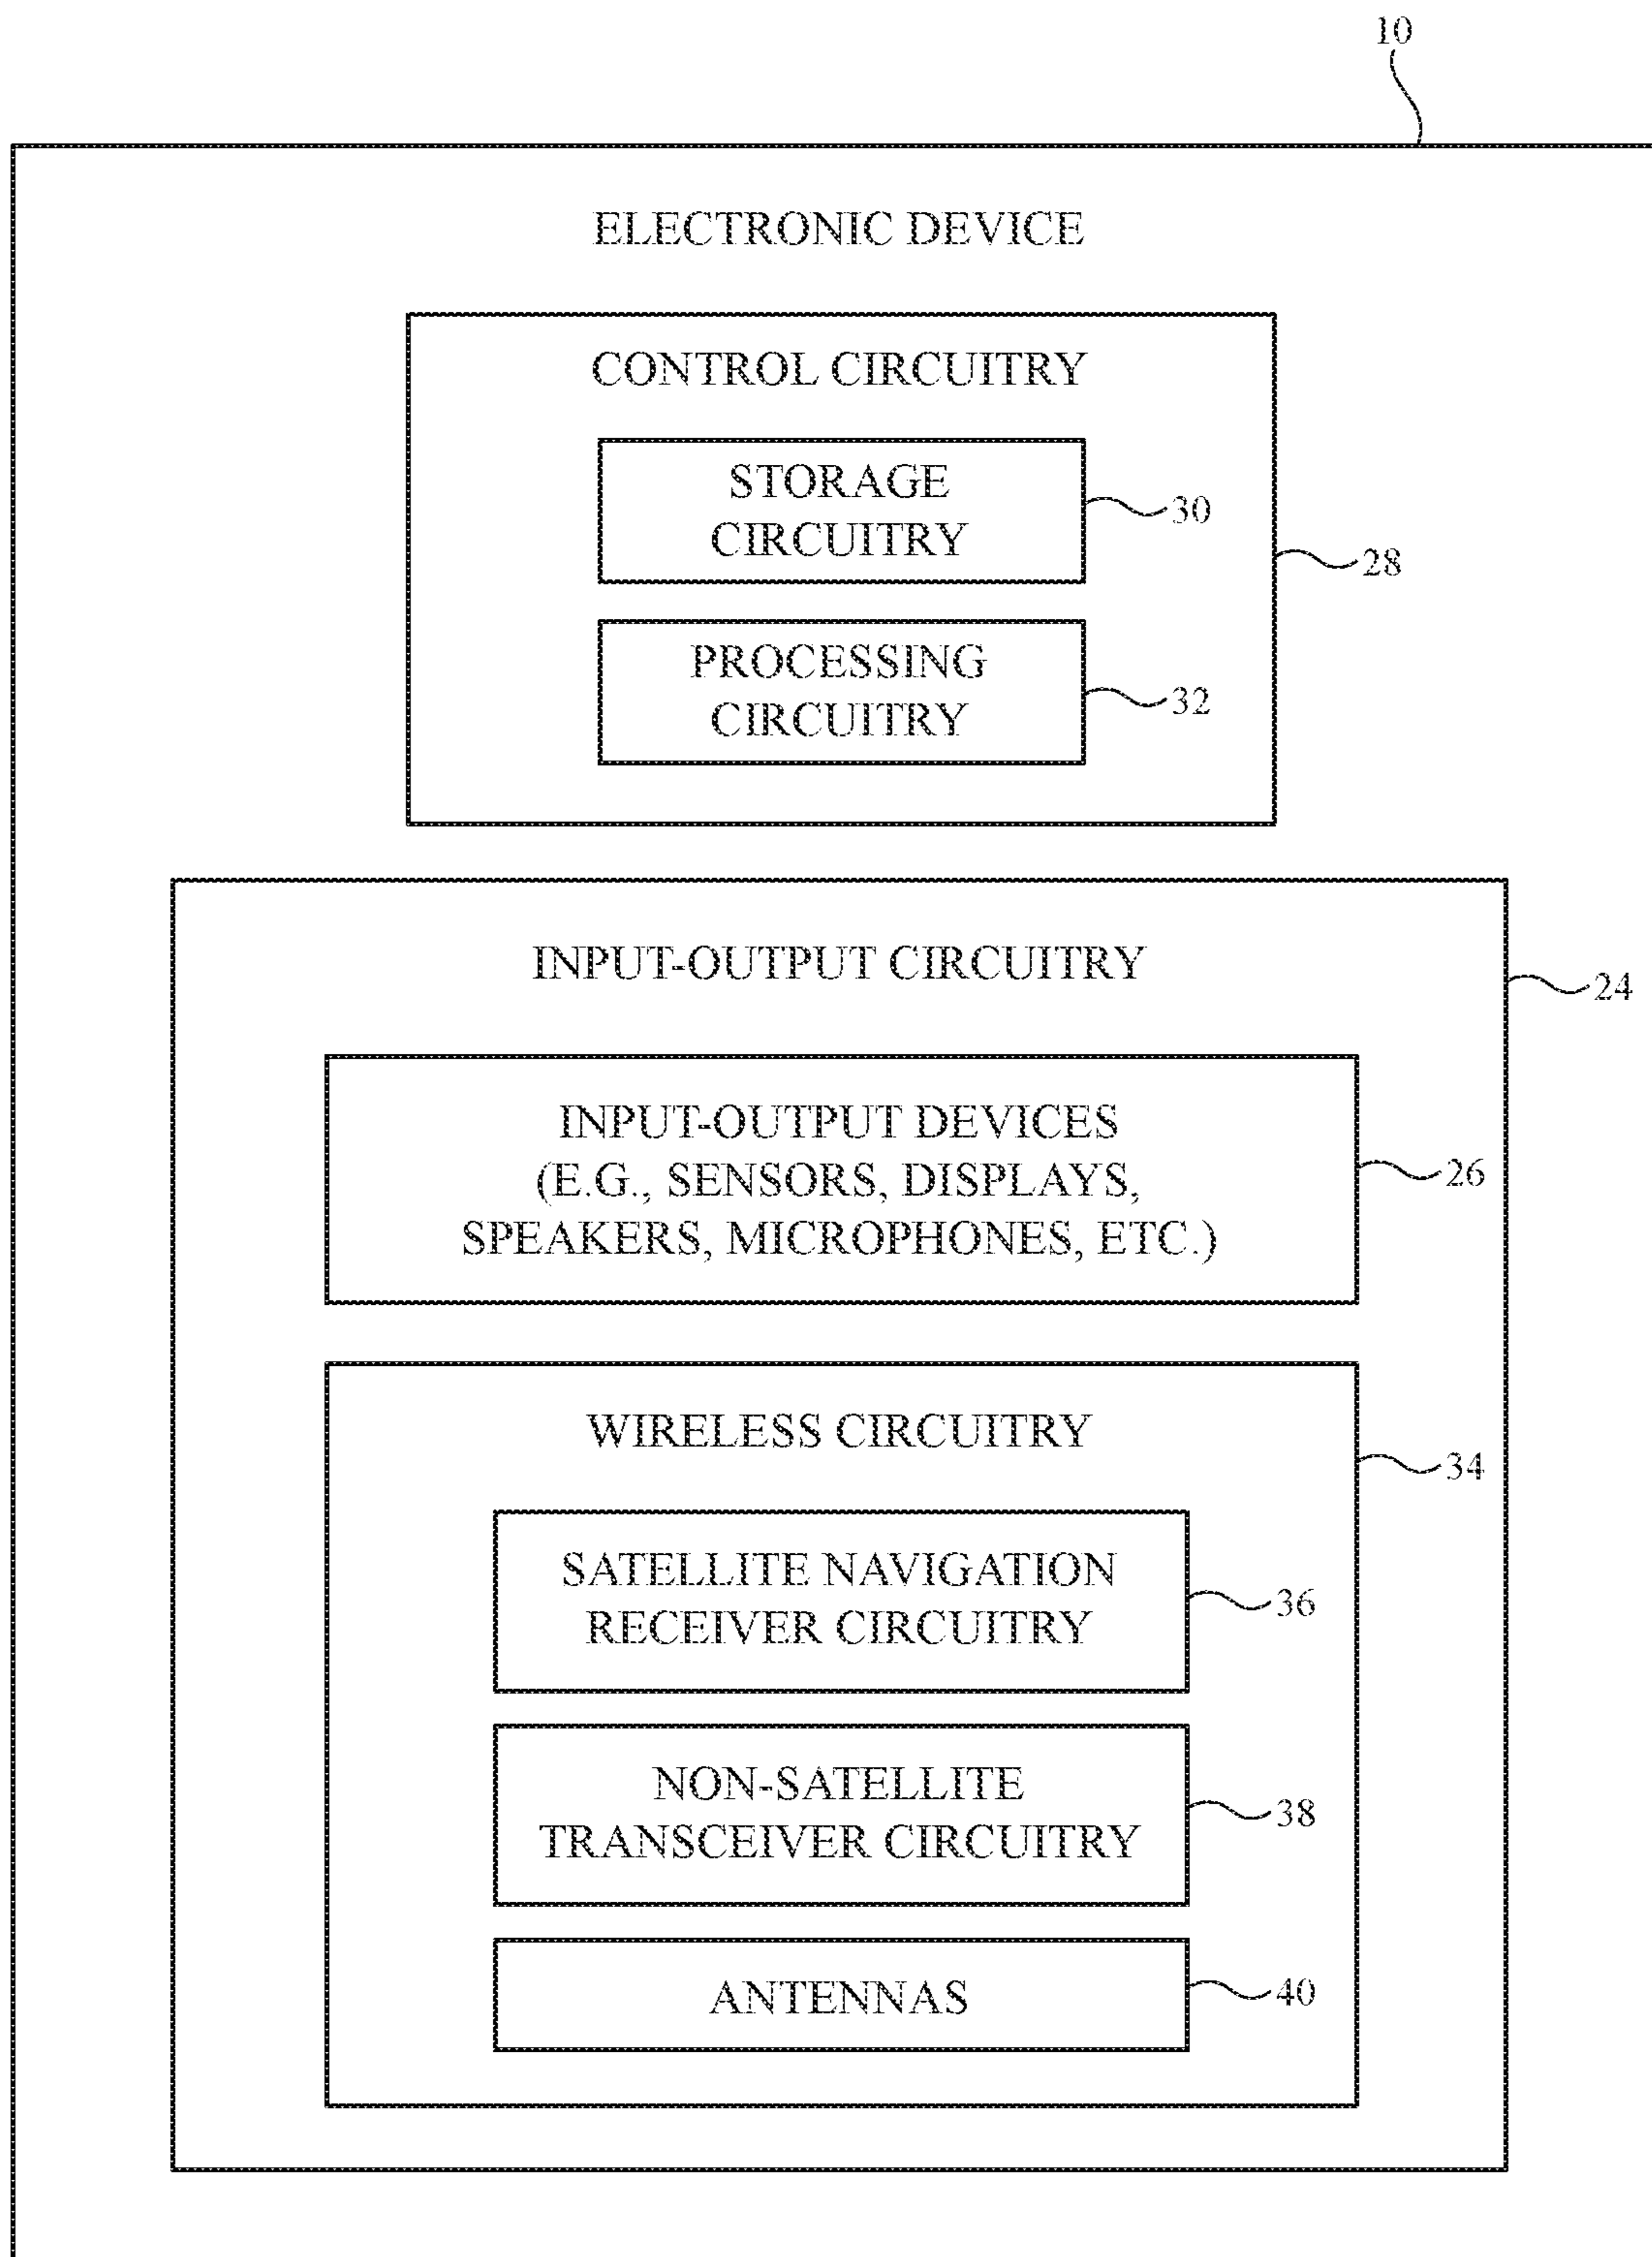 10
ELECTRONIC DEVICE
CONTROL CIRCUITRY
STORAGE
CIRCUITRY
30
28
PROCESSING
CIRCUITRY
32
INPUT-OUTPUT CIRCUITRY
24
INPUT-OUTPUT DEVICES
(E.G., SENSORS, DISPLAYS,
SPEAKERS, MICROPHONES, ETC.)
26
WIRELESS CIRCUITRY
34
SATELLITE NAVIGATION
RECEIVER CIRCUITRY
36
NON-SATELLITE
TRANSCEIVER CIRCUITRY
38
ANTENNAS
40